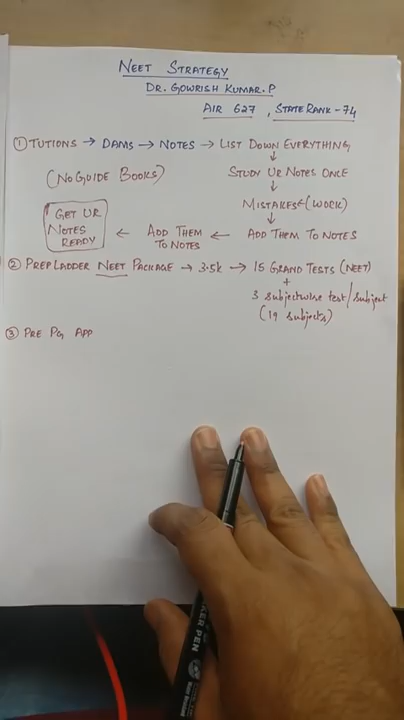 NEET STRATEGY
DR. GOWRISH KUMAR.P
AIR 627, STATE RANK - 74
① TUTIONS → DAMS → NOTES → LIST DOWN EVERYTHING
↓
(NO GUIDE BOOKS) STUDY UR NOTES ONCE
↓
MISTAKES (WORK)
↓
GET UR NOTES READY ← ADD THEM TO NOTES ← ADD THEM TO NOTES
② PREPLADDER NEET PACKAGE → 3.5k → 15 GRAND TESTS (NEET)
+
3 subjectwise test/subject
(19 subjects)
③ PRE PG APP
KER PEN